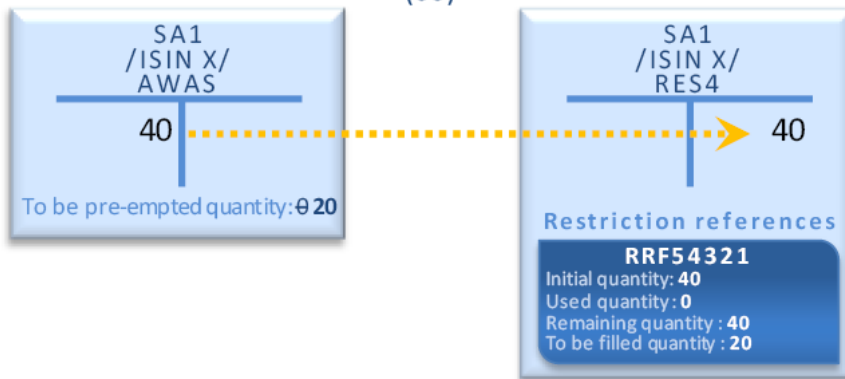 SA1
/ISIN X/
AWAS
40
To be pre-empted quantity: 0 20
SA1
/ISIN X/
RES4
40
Restriction references
RRF54321
Initial quantity: 40
Used quantity : 0
Remaining quantity : 40
To be filled quantity : 20